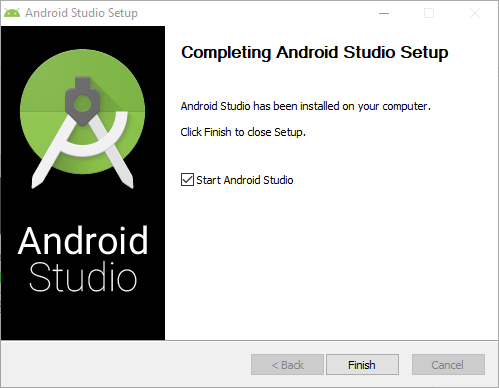 Android Studio Setup
Completing Android Studio Setup
Android Studio has been installed on your computer.
Click Finish to close Setup.
Start Android Studio
Android
Studio
< Back
Finish
Cancel